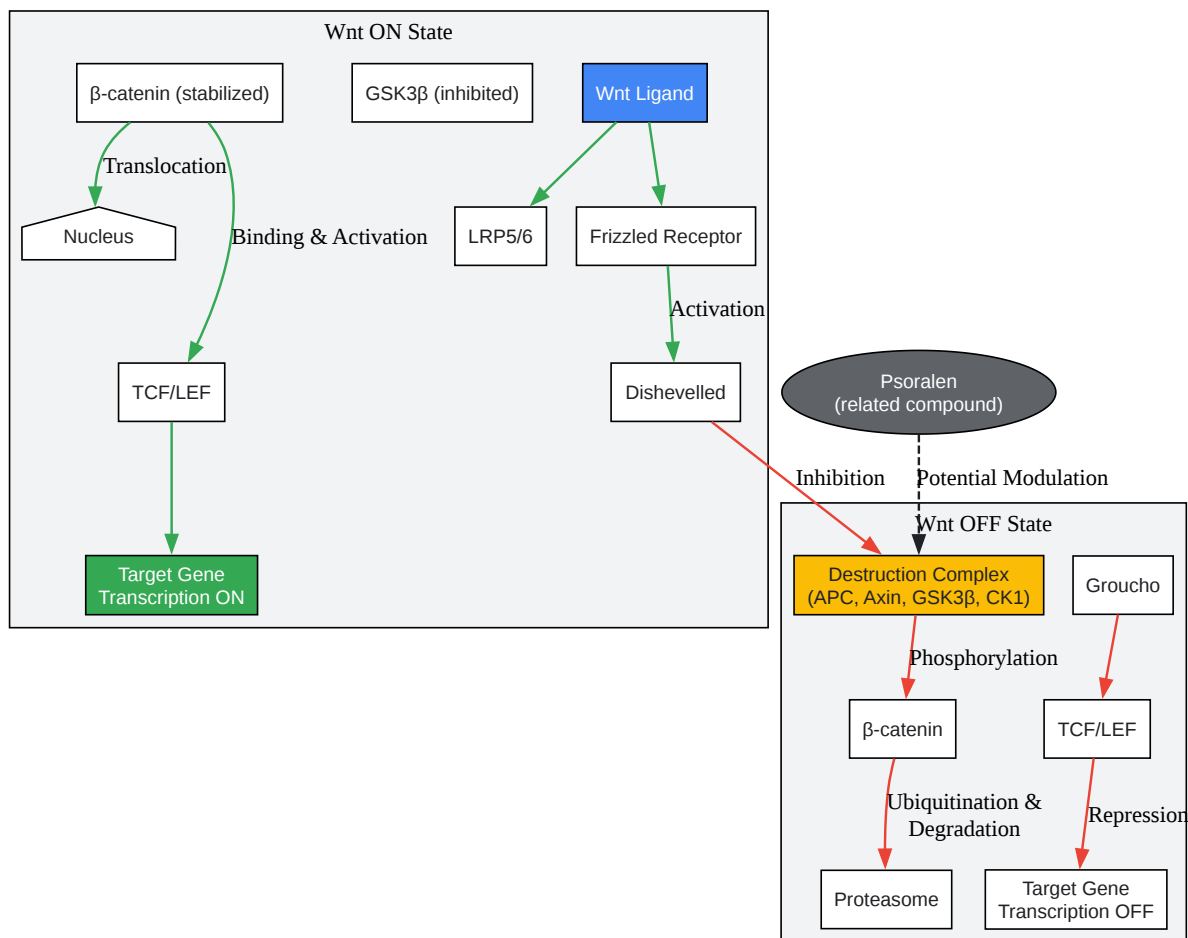 Wnt ON State
β-catenin (stabilized)
GSK3β (inhibited)
Wnt Ligand
Translocation
Nucleus
Binding & Activation
LRP5/6
Frizzled Receptor
Activation
TCF/LEF
Dishevelled
Psoralen
(related compound)
Inhibition
Potential Modulation
Target Gene
Transcription ON
Wnt OFF State
Destruction Complex
(APC, Axin, GSK3β, CK1)
Groucho
Phosphorylation
β-catenin
TCF/LEF
Ubiquitination &
Degradation
Repression
Proteasome
Target Gene
Transcription OFF